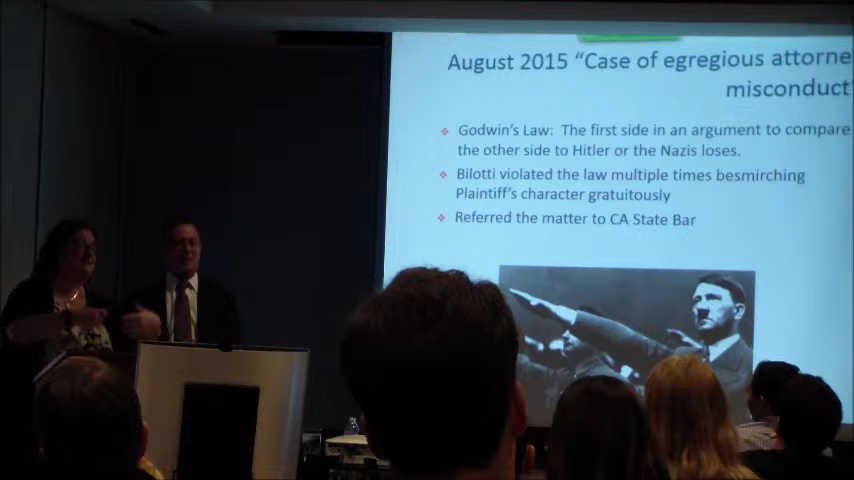 August 2015 “Case of egregious attorne
misconduct
Godwin's Law: The first side in an argument to compare
the other side to Hitler or the Nazis loses.
Bilotti violated the law multiple times besmirching
Plaintiff's character gratuitously
Referred the matter to CA State Bar